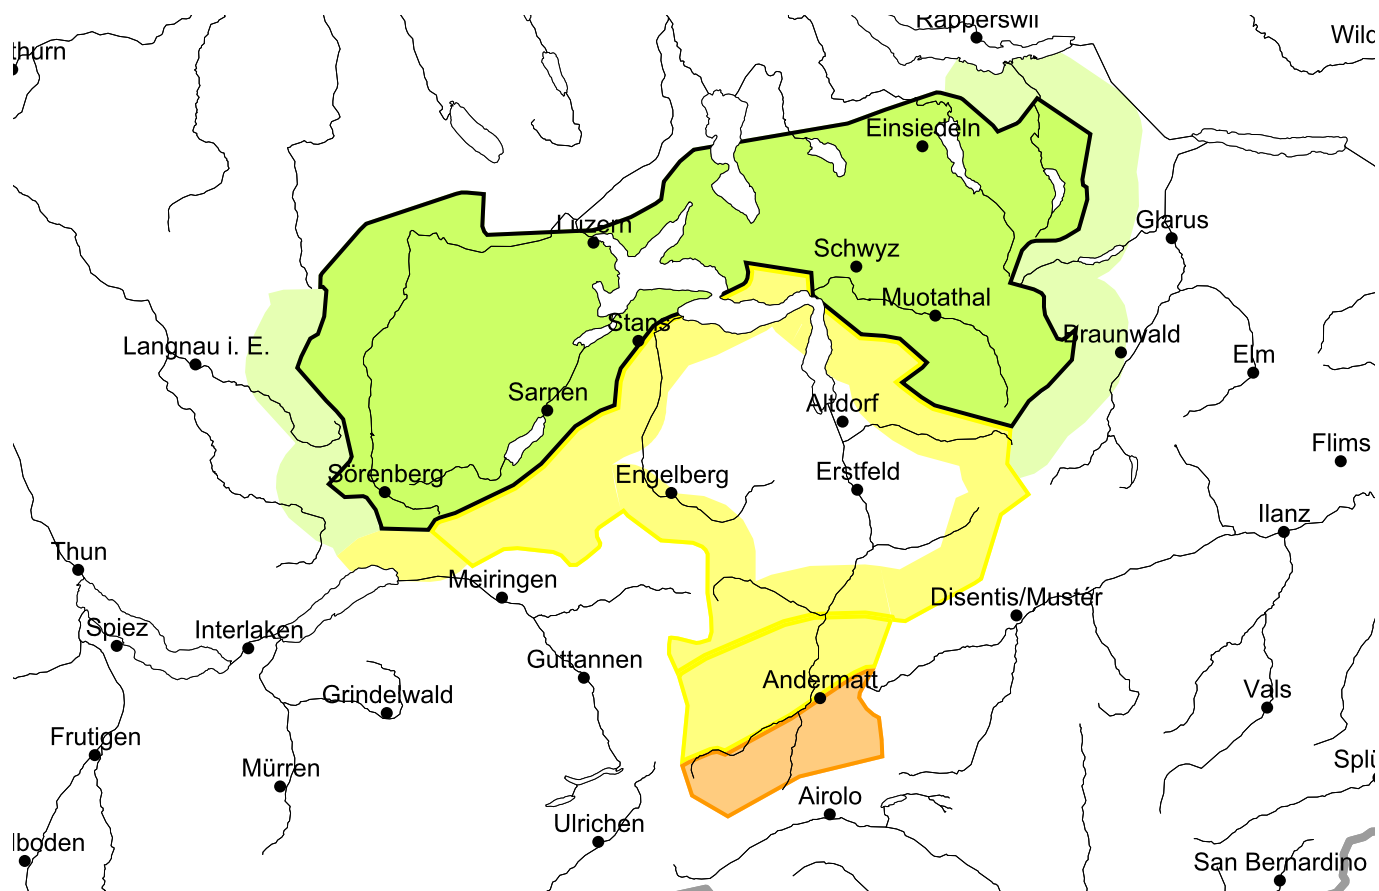 Rapperswil
thurn
Wild
Einsiedeln
Luzern
Glarus
Schwyz
Muotathal
Stans
Braunwald
Langnau i. E.
Elm
Sarnen
Altdorf
Flims
Sörenberg
Engelberg
Erstfeld
Ilanz
Thun
Meiringen
Disentis/Mustér
Spiez
Interlaken
Guttannen
Andermatt
Vals
Grindelwald
Frutigen
Mürren
Splü
Airolo
Ulrichen
lboden
San Bernardino